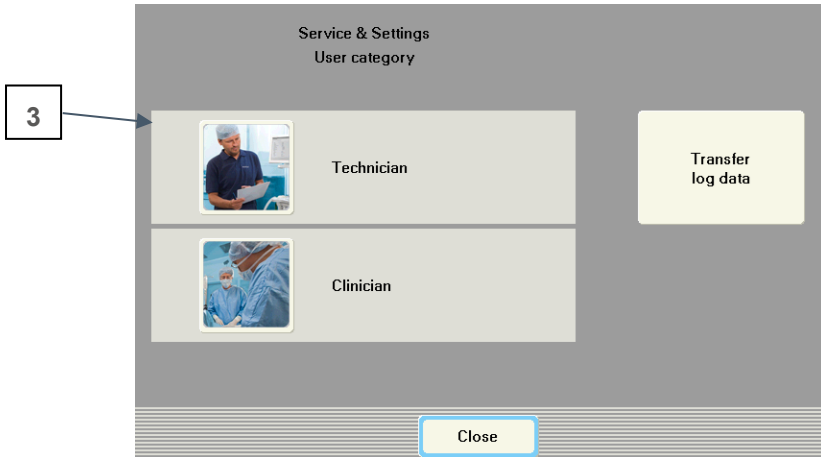 Service & Settings
User category
3
Technician
Transfer
log data
Clinician
Close